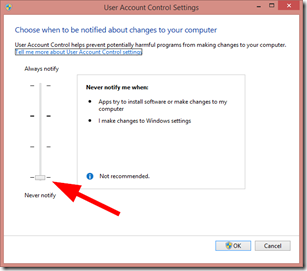 User Account Control Settings
Choose when to be notified about changes to your computer
User Account Control helps prevent potentially harmful programs from making changes to your computer.
Tell me more about User Account Control settings
Always notify
Never notify me when:
• Apps try to install software or make changes to my
computer
• I make changes to Windows settings
Not recommended.
Never notify
OK
Cancel